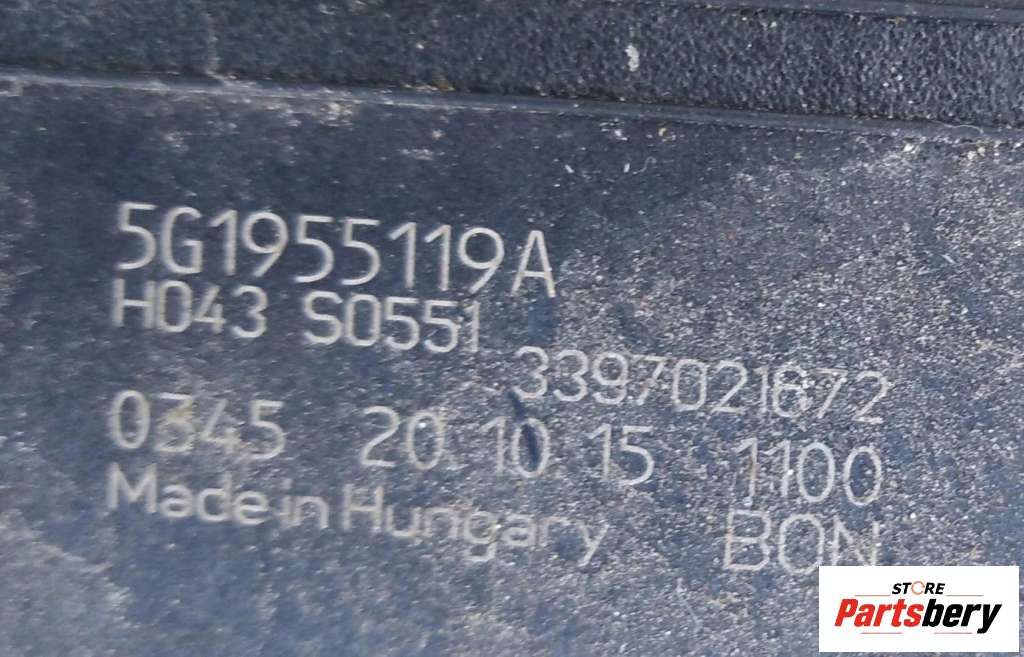 5G1955119A
H043 S0551
3397021672
0345 20.10.15 1100
Made in Hungary BON
STORE
Partsbery